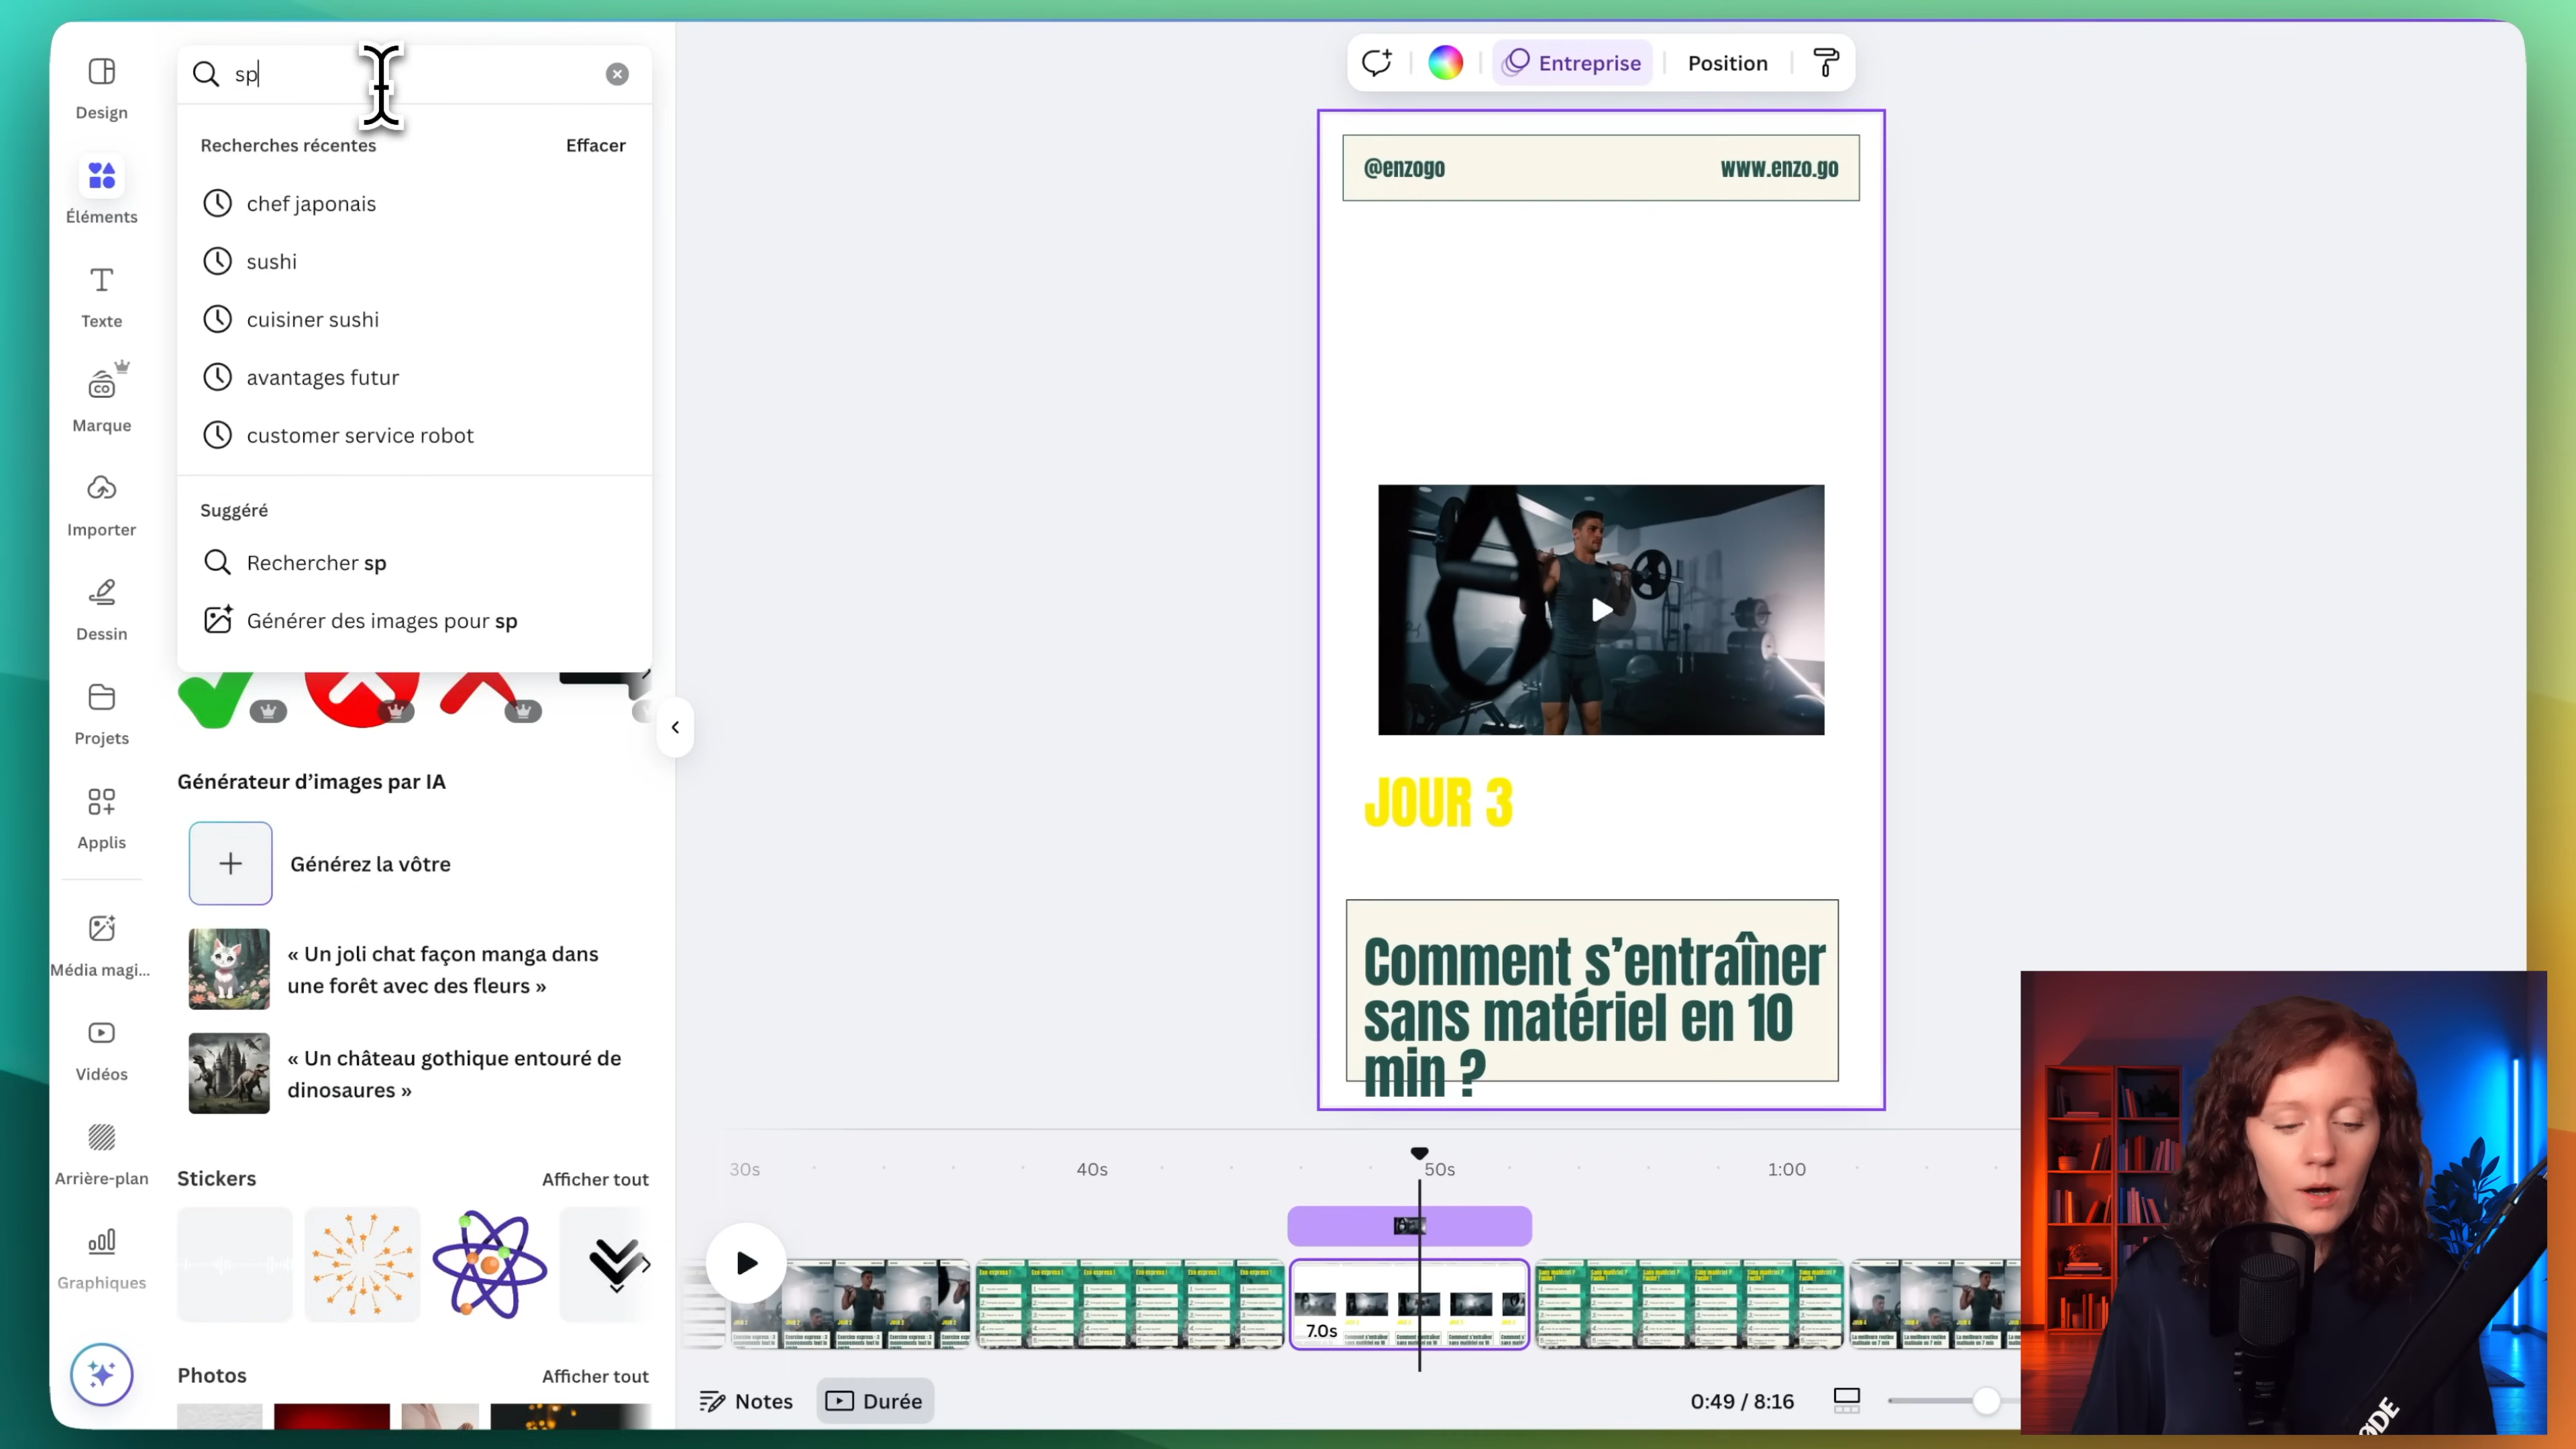 sp
Recherches récentes
Effacer
chef japonais
sushi
cuisiner sushi
avantages futur
customer service robot
Suggéré
Rechercher sp
Générer des images pour sp
Design
Éléments
Texte
Marque
Importer
Dessin
Projets
Applis
Média magi...
Vidéos
Arrière-plan
Graphiques
Générateur d'images par IA
Générez la vôtre
« Un joli chat façon manga dans
une forêt avec des fleurs »
« Un château gothique entouré de
dinosaures »
Stickers
Afficher tout
Photos
Afficher tout
Entreprise
Position
@enzogo
www.enzo.go
JOUR 3
Comment s'entraîner
sans matériel en 10
min ?
30s
40s
50s
1:00
7.0s
Notes
Durée
0:49 / 8:16